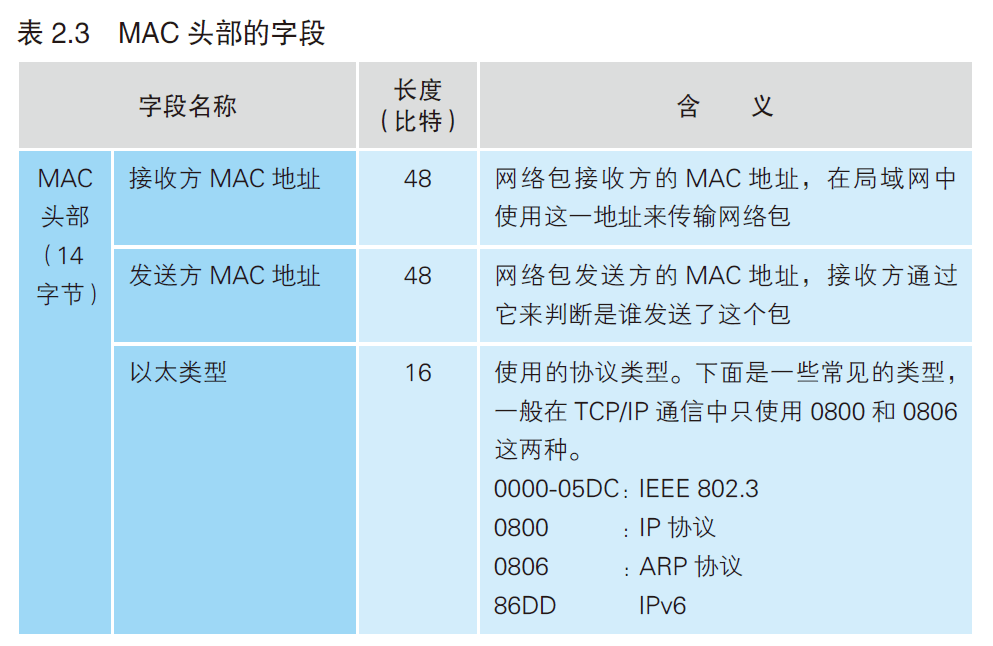 表 2.3 MAC 头部的字段
字段名称
长度
（比特）
含 义
MAC
头部
（14
字节）
接收方 MAC 地址
48
网络包接收方的 MAC 地址，在局域网中
使用这一地址来传输网络包
发送方 MAC 地址
48
网络包发送方的 MAC 地址，接收方通过
它来判断是谁发送了这个包
以太类型
16
使用的协议类型。下面是一些常见的类型，
一般在 TCP/IP 通信中只使用 0800 和 0806
这两种。
0000-05DC：IEEE 802.3
0800 ：IP 协议
0806 ：ARP 协议
86DD IPv6